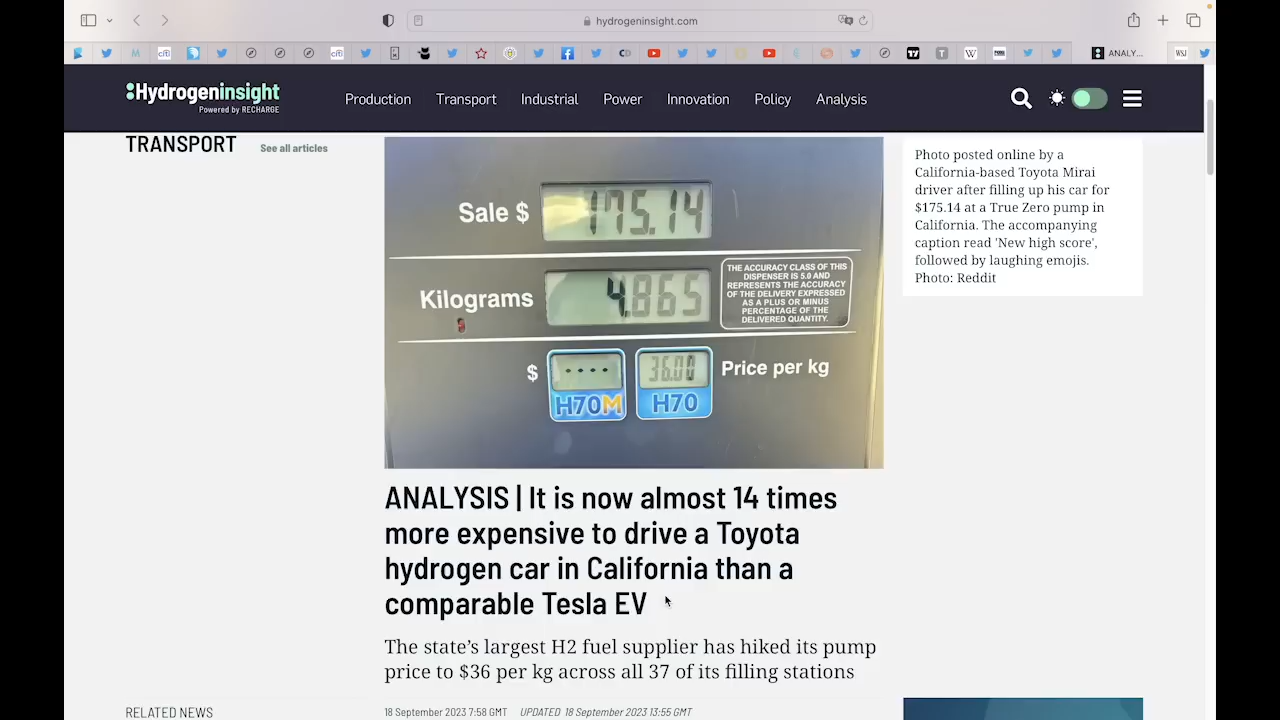 hydrogeninsight.com
ANALY...
WSJ
Hydrogeninsight
Powered by RECHARGE
Production
Transport
Industrial
Power
Innovation
Policy
Analysis
TRANSPORT
See all articles
Sale $
175.14
Kilograms
4.865
THE ACCURACY CLASS OF THIS
DISPENSER IS 5.0 AND
REPRESENTS THE ACCURACY
OF THE DELIVERY EXPRESSED
AS A PLUS OR MINUS
PERCENTAGE OF THE
DELIVERED QUANTITY.
$
----
36.00
Price per kg
H70M
H70
Photo posted online by a
California-based Toyota Mirai
driver after filling up his car for
$175.14 at a True Zero pump in
California. The accompanying
caption read 'New high score',
followed by laughing emojis.
Photo: Reddit
ANALYSIS | It is now almost 14 times
more expensive to drive a Toyota
hydrogen car in California than a
comparable Tesla EV
The state’s largest H2 fuel supplier has hiked its pump
price to $36 per kg across all 37 of its filling stations
RELATED NEWS
18 September 2023 7:58 GMT
UPDATED 18 September 2023 13:55 GMT